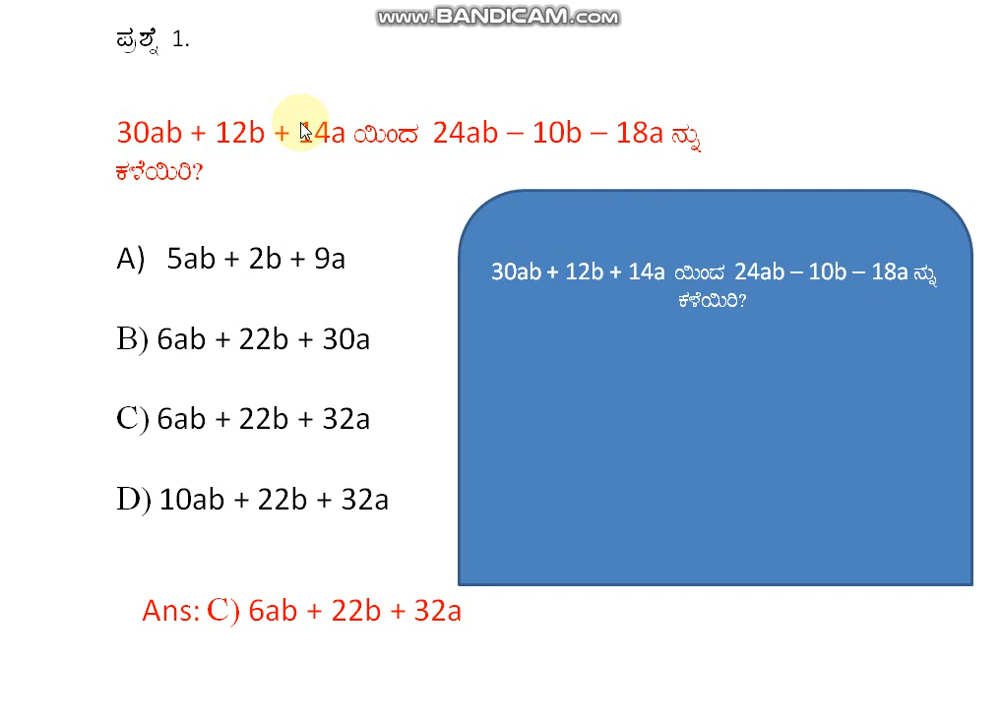 www.BANDICAM.com
ಪ್ರಶ್ನೆ 1.
30ab + 12b + 14a ಯಿಂದ 24ab – 10b – 18a ನ್ನು
ಕಳೆಯಿರಿ?
A) 5ab + 2b + 9a
B) 6ab + 22b + 30a
C) 6ab + 22b + 32a
D) 10ab + 22b + 32a
Ans: C) 6ab + 22b + 32a
30ab + 12b + 14a ಯಿಂದ 24ab – 10b – 18a ನ್ನು
ಕಳೆಯಿರಿ?